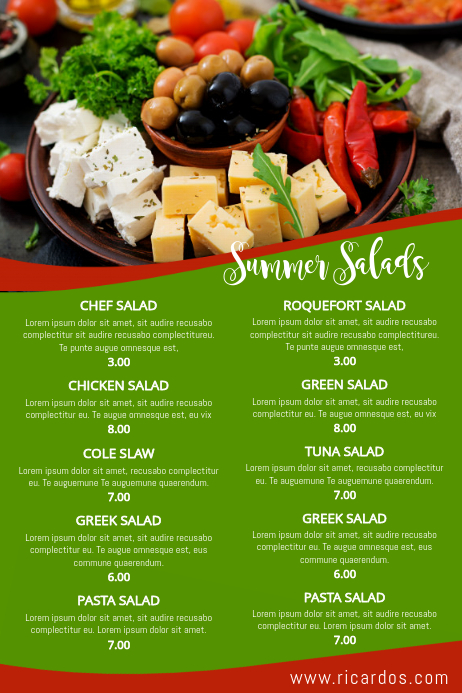 Summer Salads
CHEF SALAD
Lorem ipsum dolor sit amet, sit audire recusabo
complectitur sit audire recusabo complectitureu.
Te punte augue omnesque est,
3.00
CHICKEN SALAD
Lorem ipsum dolor sit amet, sit audire recusabo
complectitur eu. Te augue omnesque est, eu vix
8.00
COLE SLAW
Lorem ipsum dolor sit amet, recusabo complectitur
eu. Te auguemune Te auguemune quaerendum.
7.00
GREEK SALAD
Lorem ipsum dolor sit amet, sit audire recusabo
complectitur eu. Te augue omnesque est, eus
commune quaerendum.
6.00
PASTA SALAD
Lorem ipsum dolor sit amet, sit audire recusabo
complectitur eu. Lorem ipsum dolor sit amet.
7.00
ROQUEFORT SALAD
Lorem ipsum dolor sit amet, sit audire recusabo
complectitur sit audire recusabo complectitureu.
Te punte augue omnesque est,
3.00
GREEN SALAD
Lorem ipsum dolor sit amet, sit audire recusabo
complectitur eu. Te augue omnesque est, eu vix
8.00
TUNA SALAD
Lorem ipsum dolor sit amet, recusabo complectitur
eu. Te auguemune Te auguemune quaerendum.
7.00
GREEK SALAD
Lorem ipsum dolor sit amet, sit audire recusabo
complectitur eu. Te augue omnesque est, eus
commune quaerendum.
6.00
PASTA SALAD
Lorem ipsum dolor sit amet, sit audire recusabo
complectitur eu. Lorem ipsum dolor sit amet.
7.00
www.ricardos.com